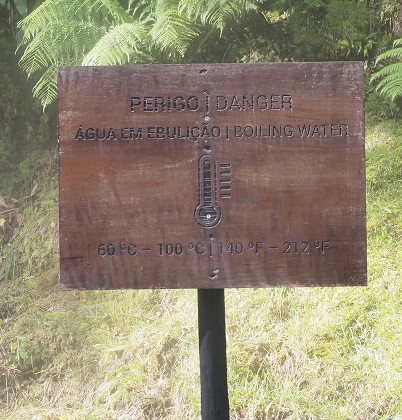 PERIGO | DANGER
ÁGUA EM EBULIÇÃO | BOILING WATER
60 ºC – 100 ºC | 140 ºF – 212 ºF